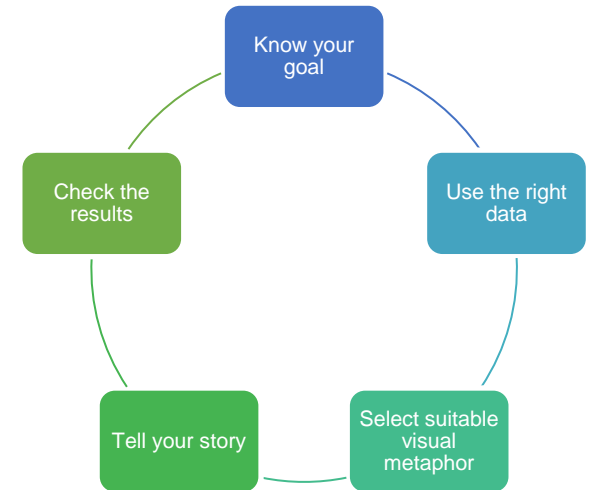 Know your
goal
Use the right
data
Select suitable
visual
metaphor
Tell your story
Check the
results